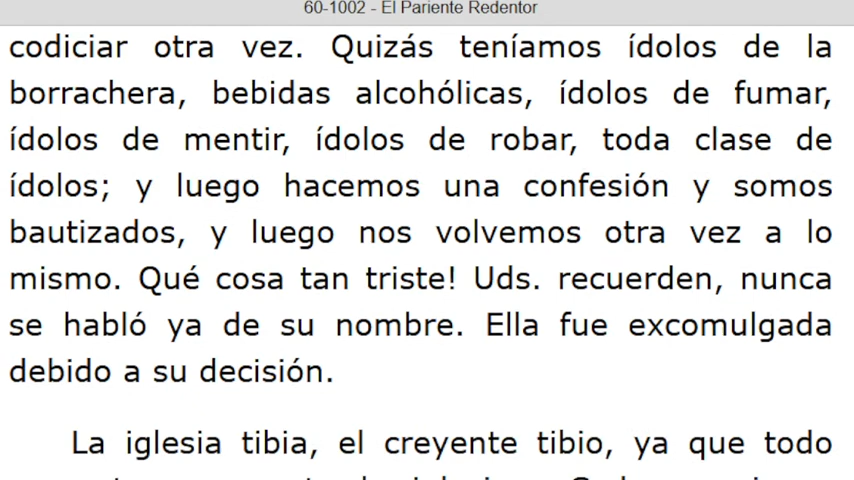 60-1002 - El Pariente Redentor
codiciar otra vez. Quizás teníamos ídolos de la
borrachera, bebidas alcohólicas, ídolos de fumar,
ídolos de mentir, ídolos de robar, toda clase de
ídolos; y luego hacemos una confesión y somos
bautizados, y luego nos volvemos otra vez a lo
mismo. Qué cosa tan triste! Uds. recuerden, nunca
se habló ya de su nombre. Ella fue excomulgada
debido a su decisión.
La iglesia tibia, el creyente tibio, ya que todo